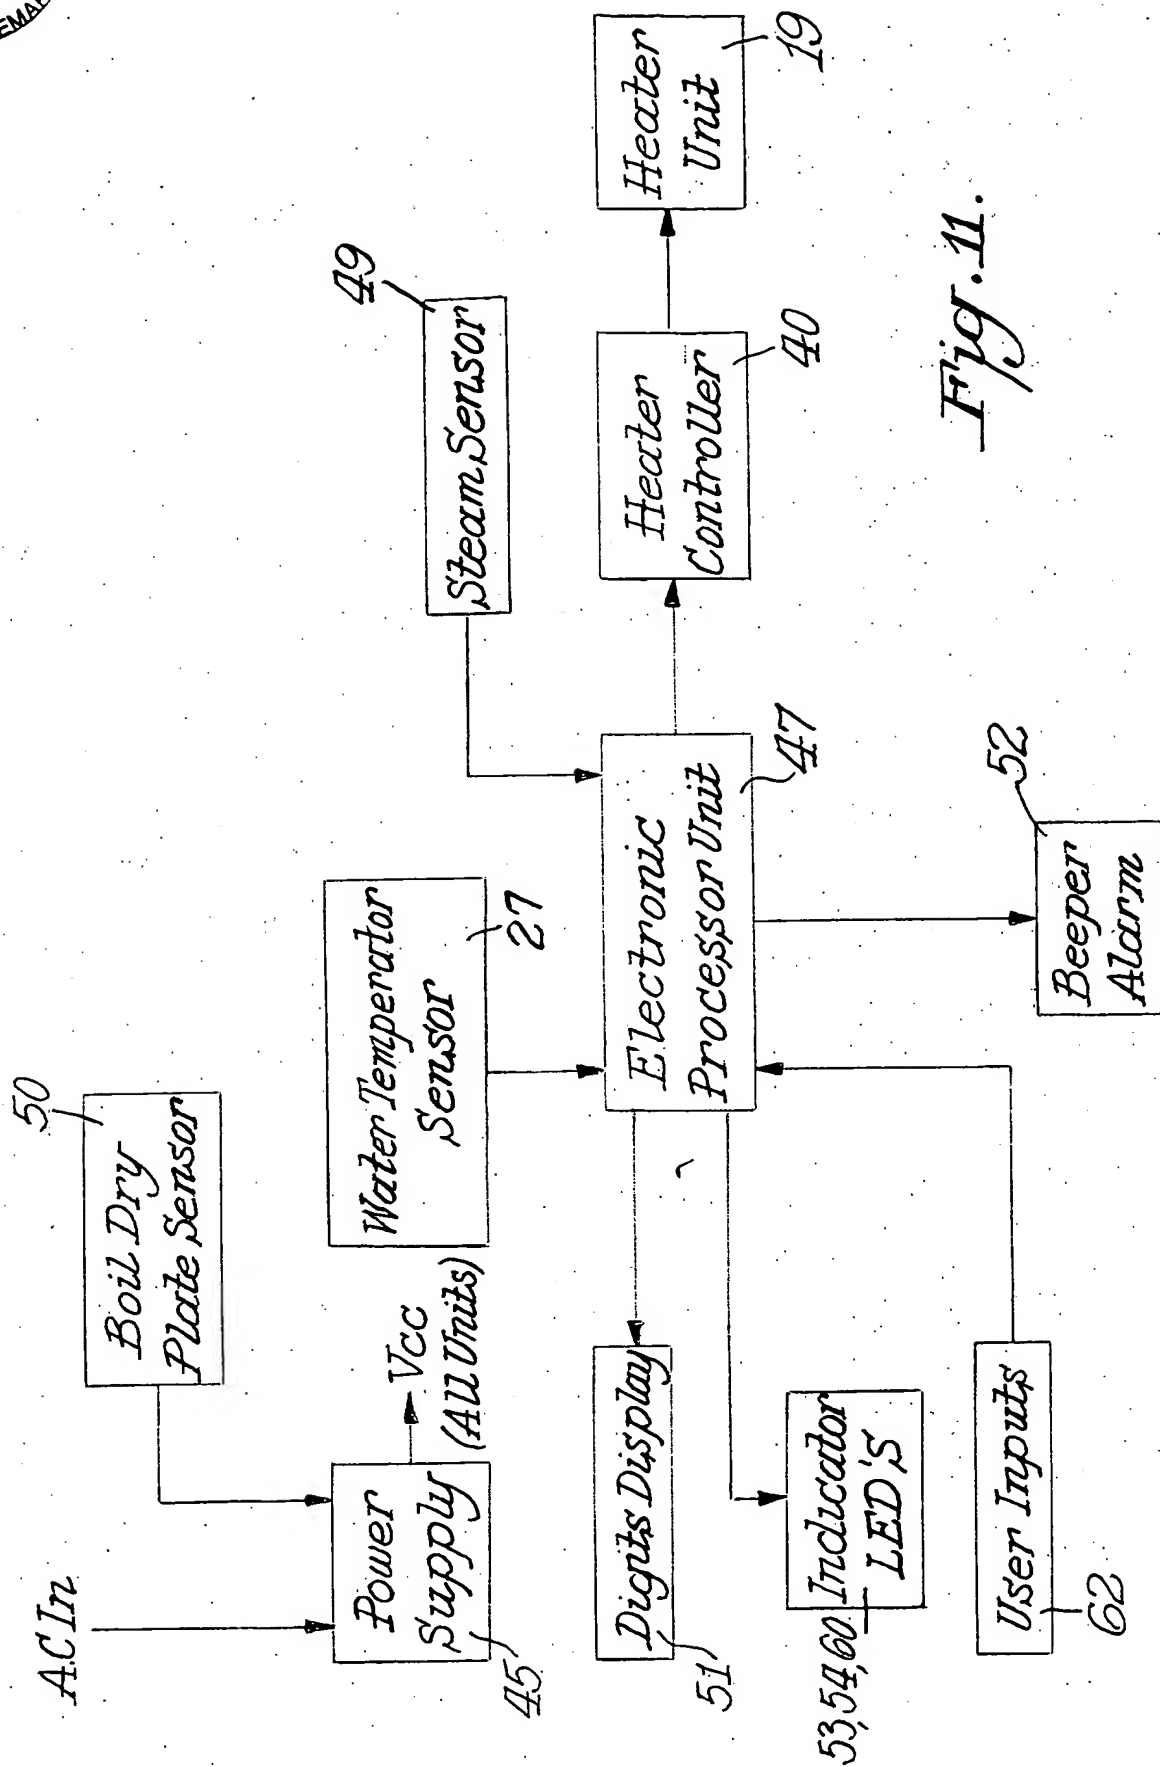 A.C In
50
Boil Dry
Plate Sensor
Power
Supply
45
Vcc
(All Units)
Water Temperator
Sensor
27
49
Steam Sensor
Digits Display
51
53,54,60
Indicator
LED'S
User Inputs
62
Electronic
Processor Unit
47
52
Beeper
Alarm
Heater
Controller
40
Heater
Unit
19
Fig. 11.